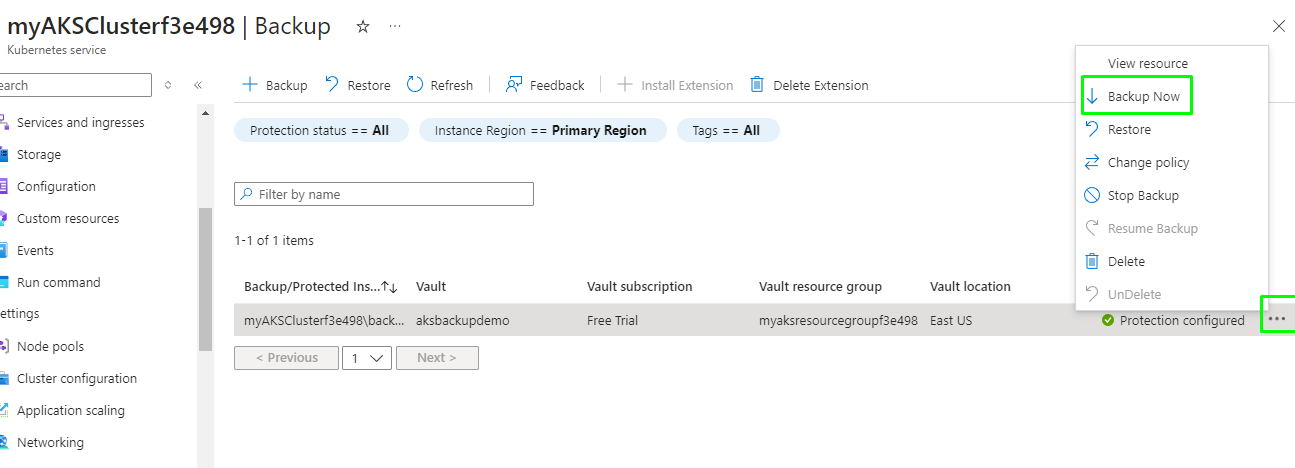 myAKSClusterf3e498 | Backup
Kubernetes service
earch
Services and ingresses
Storage
Configuration
Custom resources
Events
Run command
ettings
Node pools
Cluster configuration
Application scaling
Networking
Backup Restore Refresh Feedback Install Extension Delete Extension
Protection status == All Instance Region == Primary Region Tags == All
Filter by name
1-1 of 1 items
Backup/Protected Ins... Vault Vault subscription Vault resource group Vault location
myAKSClusterf3e498\back... aksbackupdemo Free Trial myaksresourcegroupf3e498 East US Protection configured
< Previous 1 Next >
View resource
Backup Now
Restore
Change policy
Stop Backup
Resume Backup
Delete
UnDelete